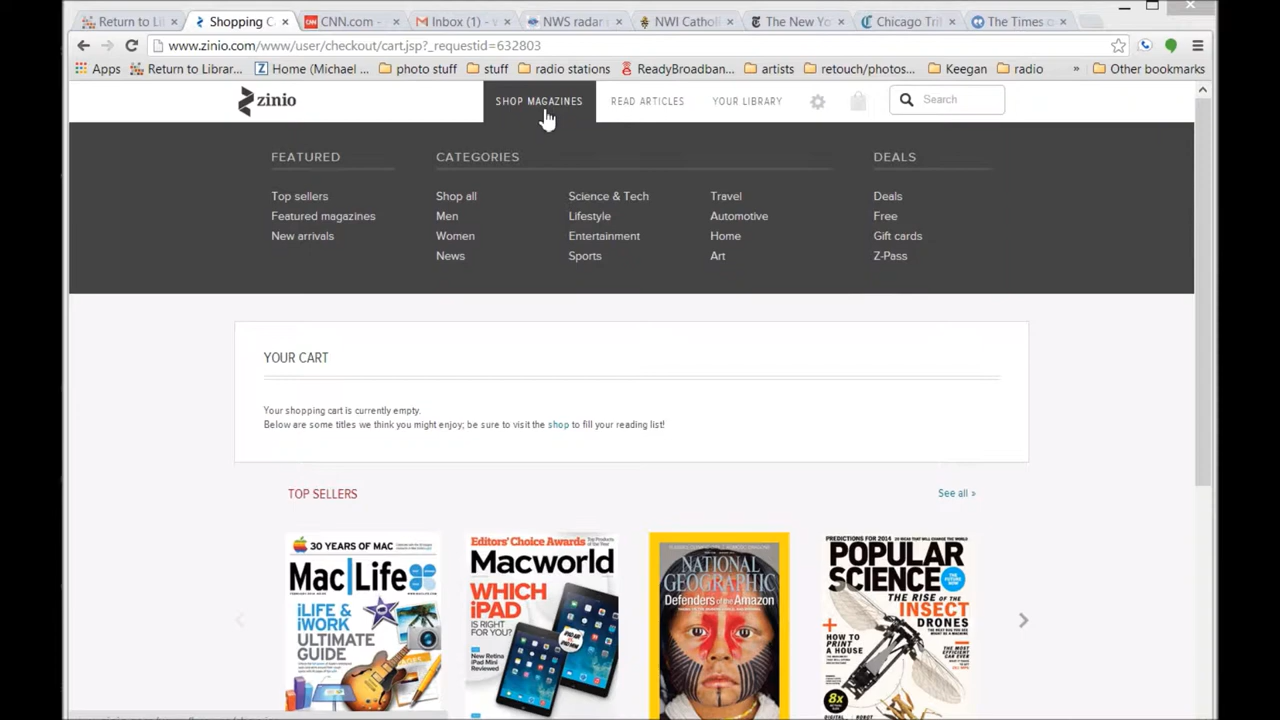 Return to Li
Shopping C
CNN.com -
Inbox (1) -
NWS radar
NWI Cathol
The New Yo
Chicago Tri
The Times o
www.zinio.com/www/user/checkout/cart.jsp?_requestid=632803
Apps
Return to Librar...
Home (Michael ...
photo stuff
stuff
radio stations
ReadyBroadban...
artists
retouch/photos...
Keegan
radio
»
Other bookmarks
zinio
SHOP MAGAZINES
READ ARTICLES
YOUR LIBRARY
Search
FEATURED
Top sellers
Featured magazines
New arrivals
CATEGORIES
Shop all
Men
Women
News
Science & Tech
Lifestyle
Entertainment
Sports
Travel
Automotive
Home
Art
DEALS
Deals
Free
Gift cards
Z-Pass
YOUR CART
Your shopping cart is currently empty.
Below are some titles we think you might enjoy; be sure to visit the shop to fill your reading list!
TOP SELLERS
See all »
30 YEARS OF MAC
Mac|Life
iLIFE &
iWORK
ULTIMATE
GUIDE
Editors' Choice Awards
Macworld
WHICH
iPAD
IS RIGHT
FOR YOU?
New Retina
iPad Mini
Reviewed
NATIONAL
GEOGRAPHIC
Defenders of the Amazon
PREDICTIONS FOR 2014
POPULAR
SCIENCE
THE RISE OF THE
INSECT
DRONES
HOW TO
PRINT
A HOUSE
8x